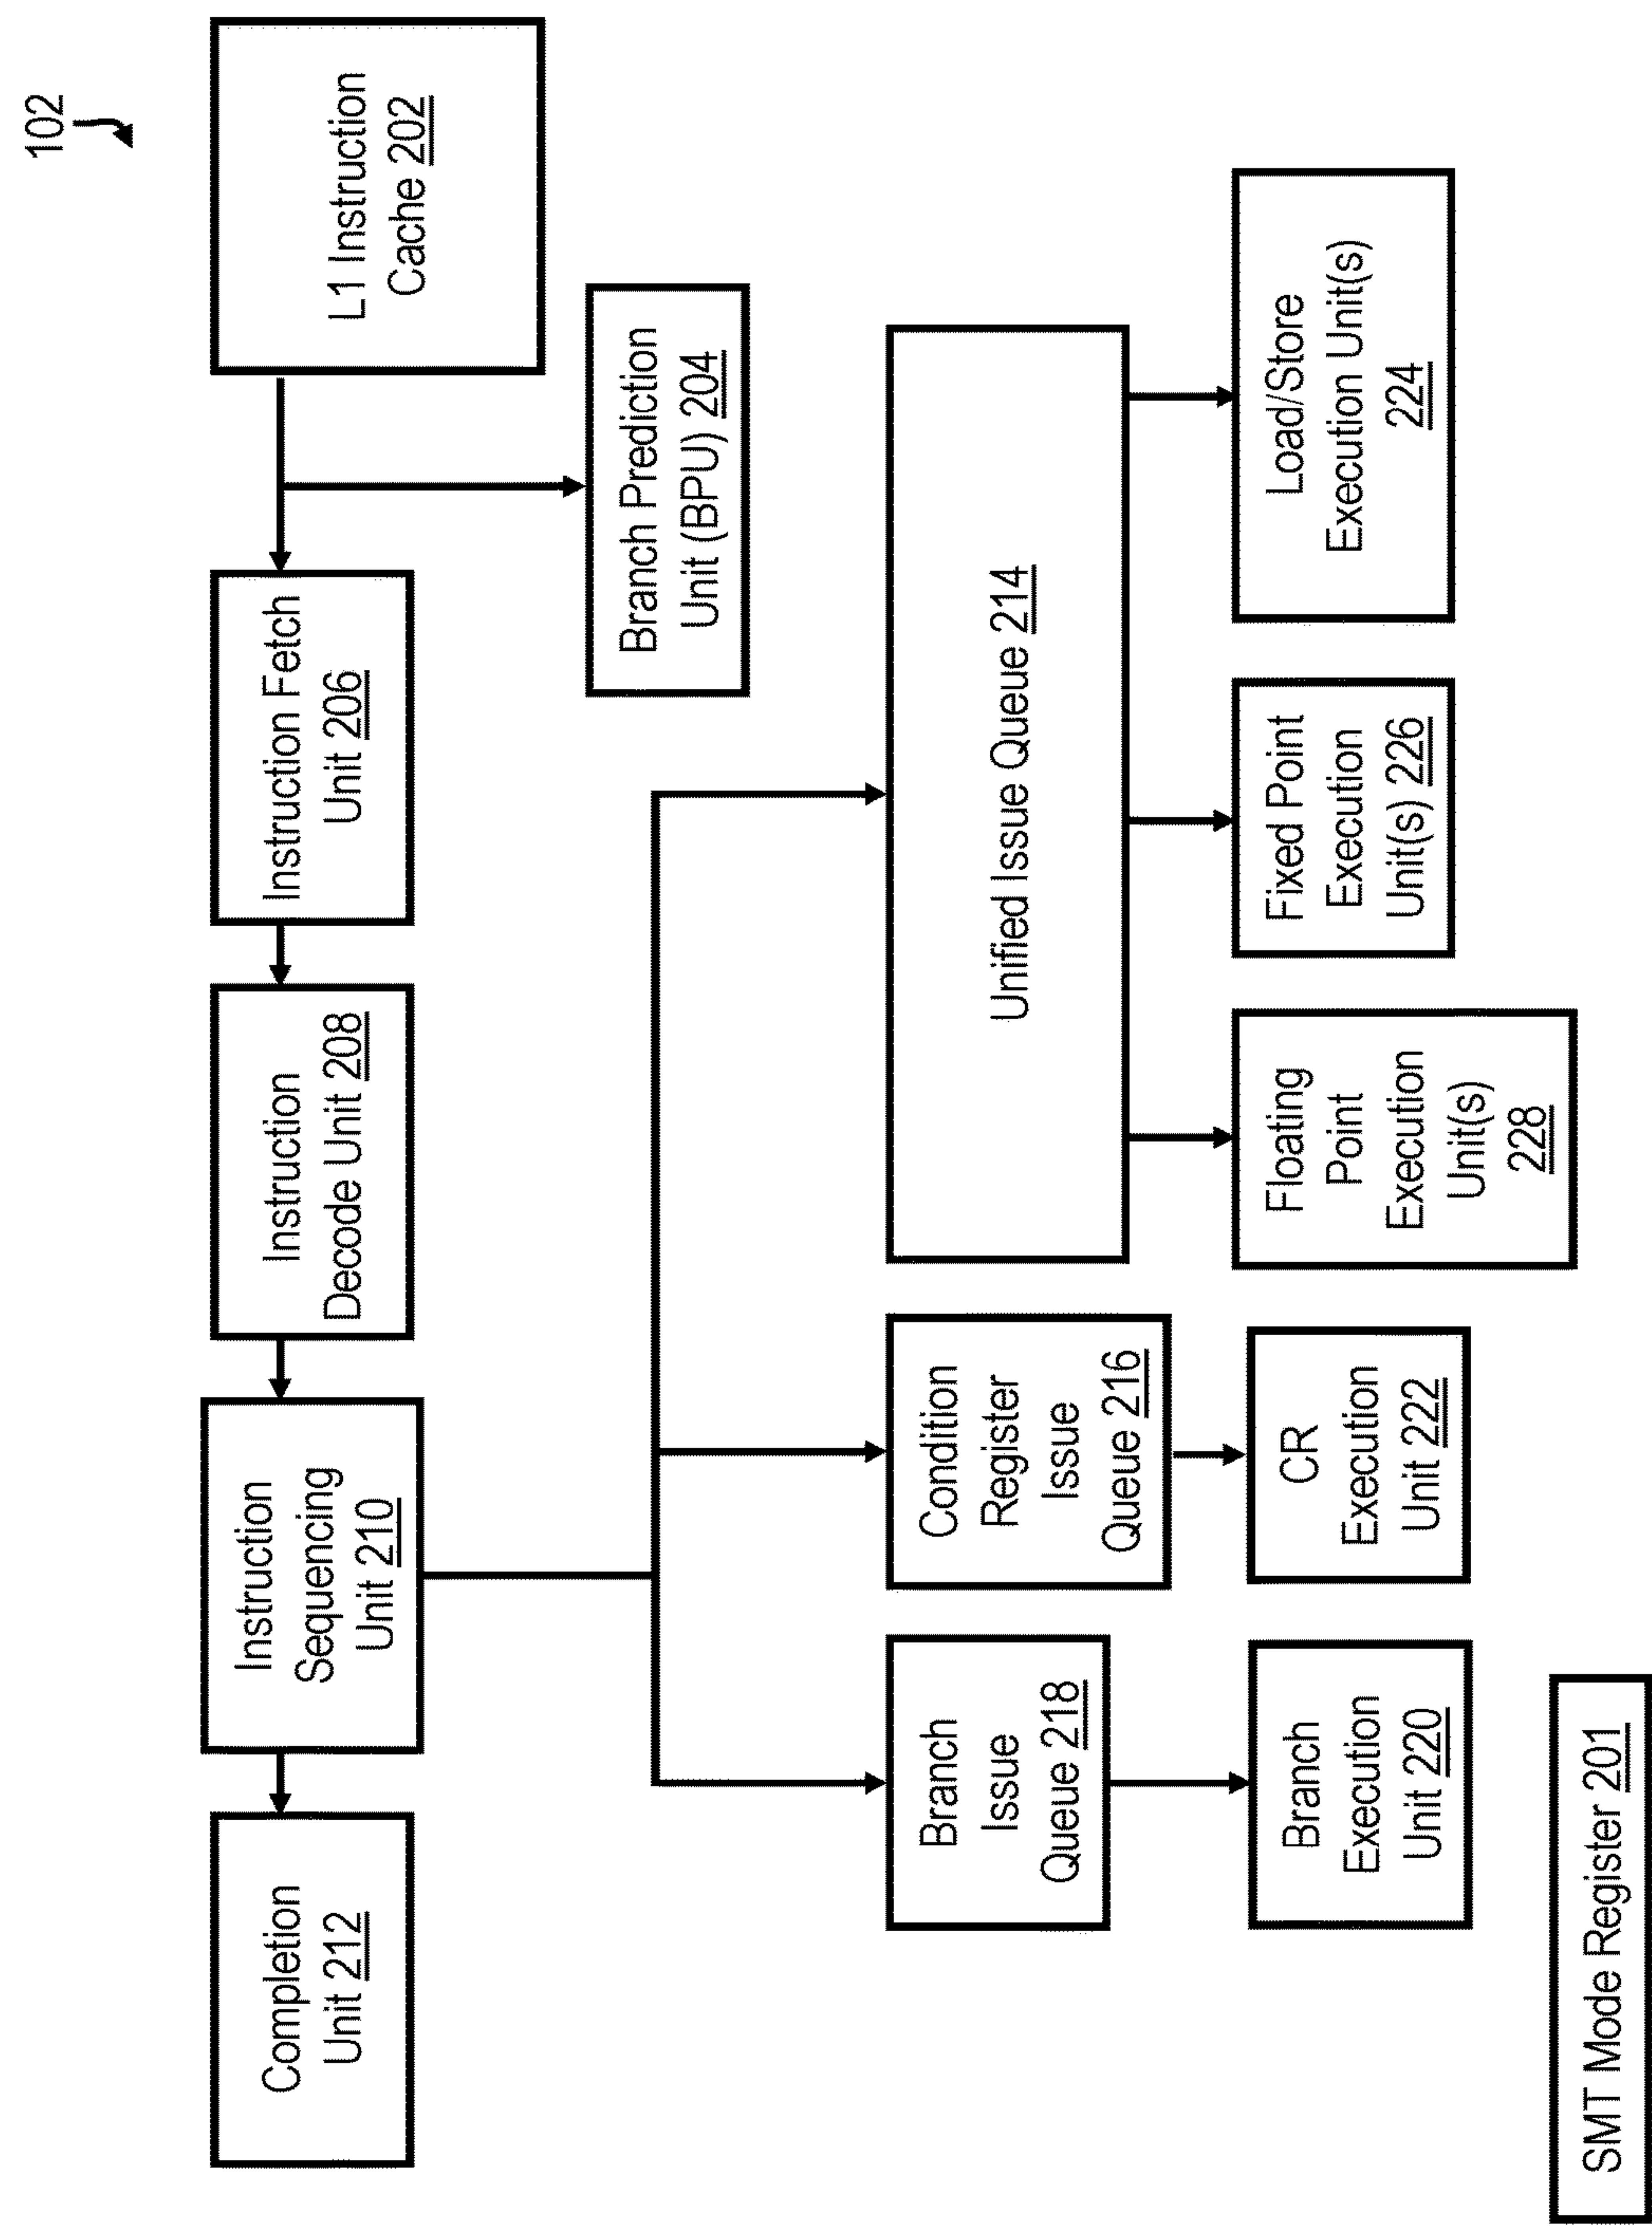 102
L1 Instruction
Cache 202
Branch Prediction
Unit (BPU) 204
Instruction Fetch
Unit 206
Instruction
Decode Unit 208
Instruction
Sequencing
Unit 210
Completion
Unit 212
Unified Issue Queue 214
Condition
Register
Issue
Queue 216
Branch
Issue
Queue 218
Load/Store
Execution Unit(s)
224
Fixed Point
Execution
Unit(s) 226
Floating
Point
Execution
Unit(s)
228
CR
Execution
Unit 222
Branch
Execution
Unit 220
SMT Mode Register 201